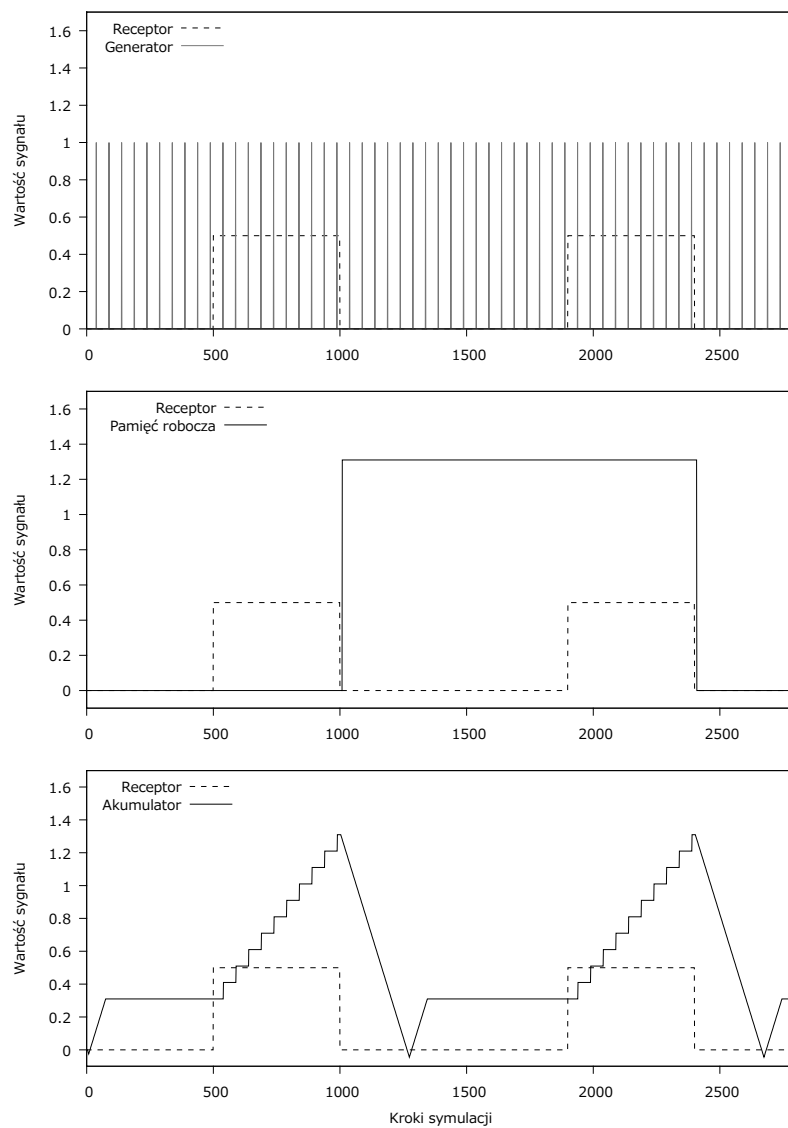 Receptor
Generator
Wartość sygnału
1.6
1.4
1.2
1
0.8
0.6
0.4
0.2
0
0 500 1000 1500 2000 2500
Receptor
Pamięć robocza
Wartość sygnału
1.6
1.4
1.2
1
0.8
0.6
0.4
0.2
0
0 500 1000 1500 2000 2500
Receptor
Akumulator
Wartość sygnału
1.6
1.4
1.2
1
0.8
0.6
0.4
0.2
0
0 500 1000 1500 2000 2500
Kroki symulacji